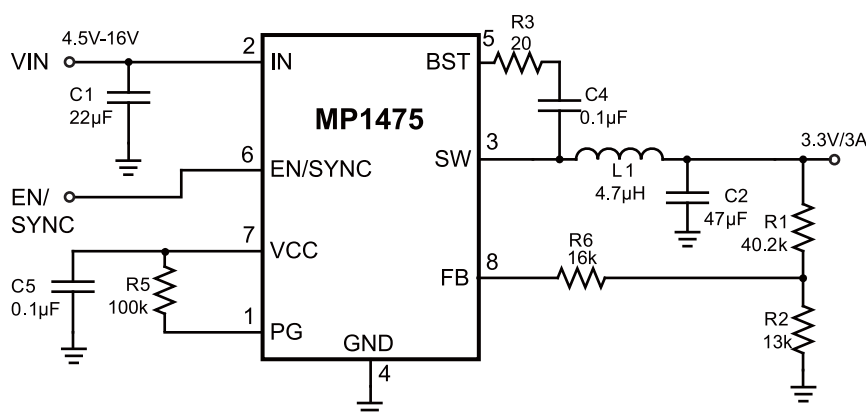 4.5V-16V
VIN
C1
22µF
2
IN
MP1475
BST
5
R3
20
C4
0.1µF
3
SW
L1
4.7µH
3.3V/3A
C2
47µF
R1
40.2k
EN/
SYNC
6
EN/SYNC
7
VCC
C5
0.1µF
R5
100k
1
PG
GND
4
FB
8
R6
16k
R2
13k